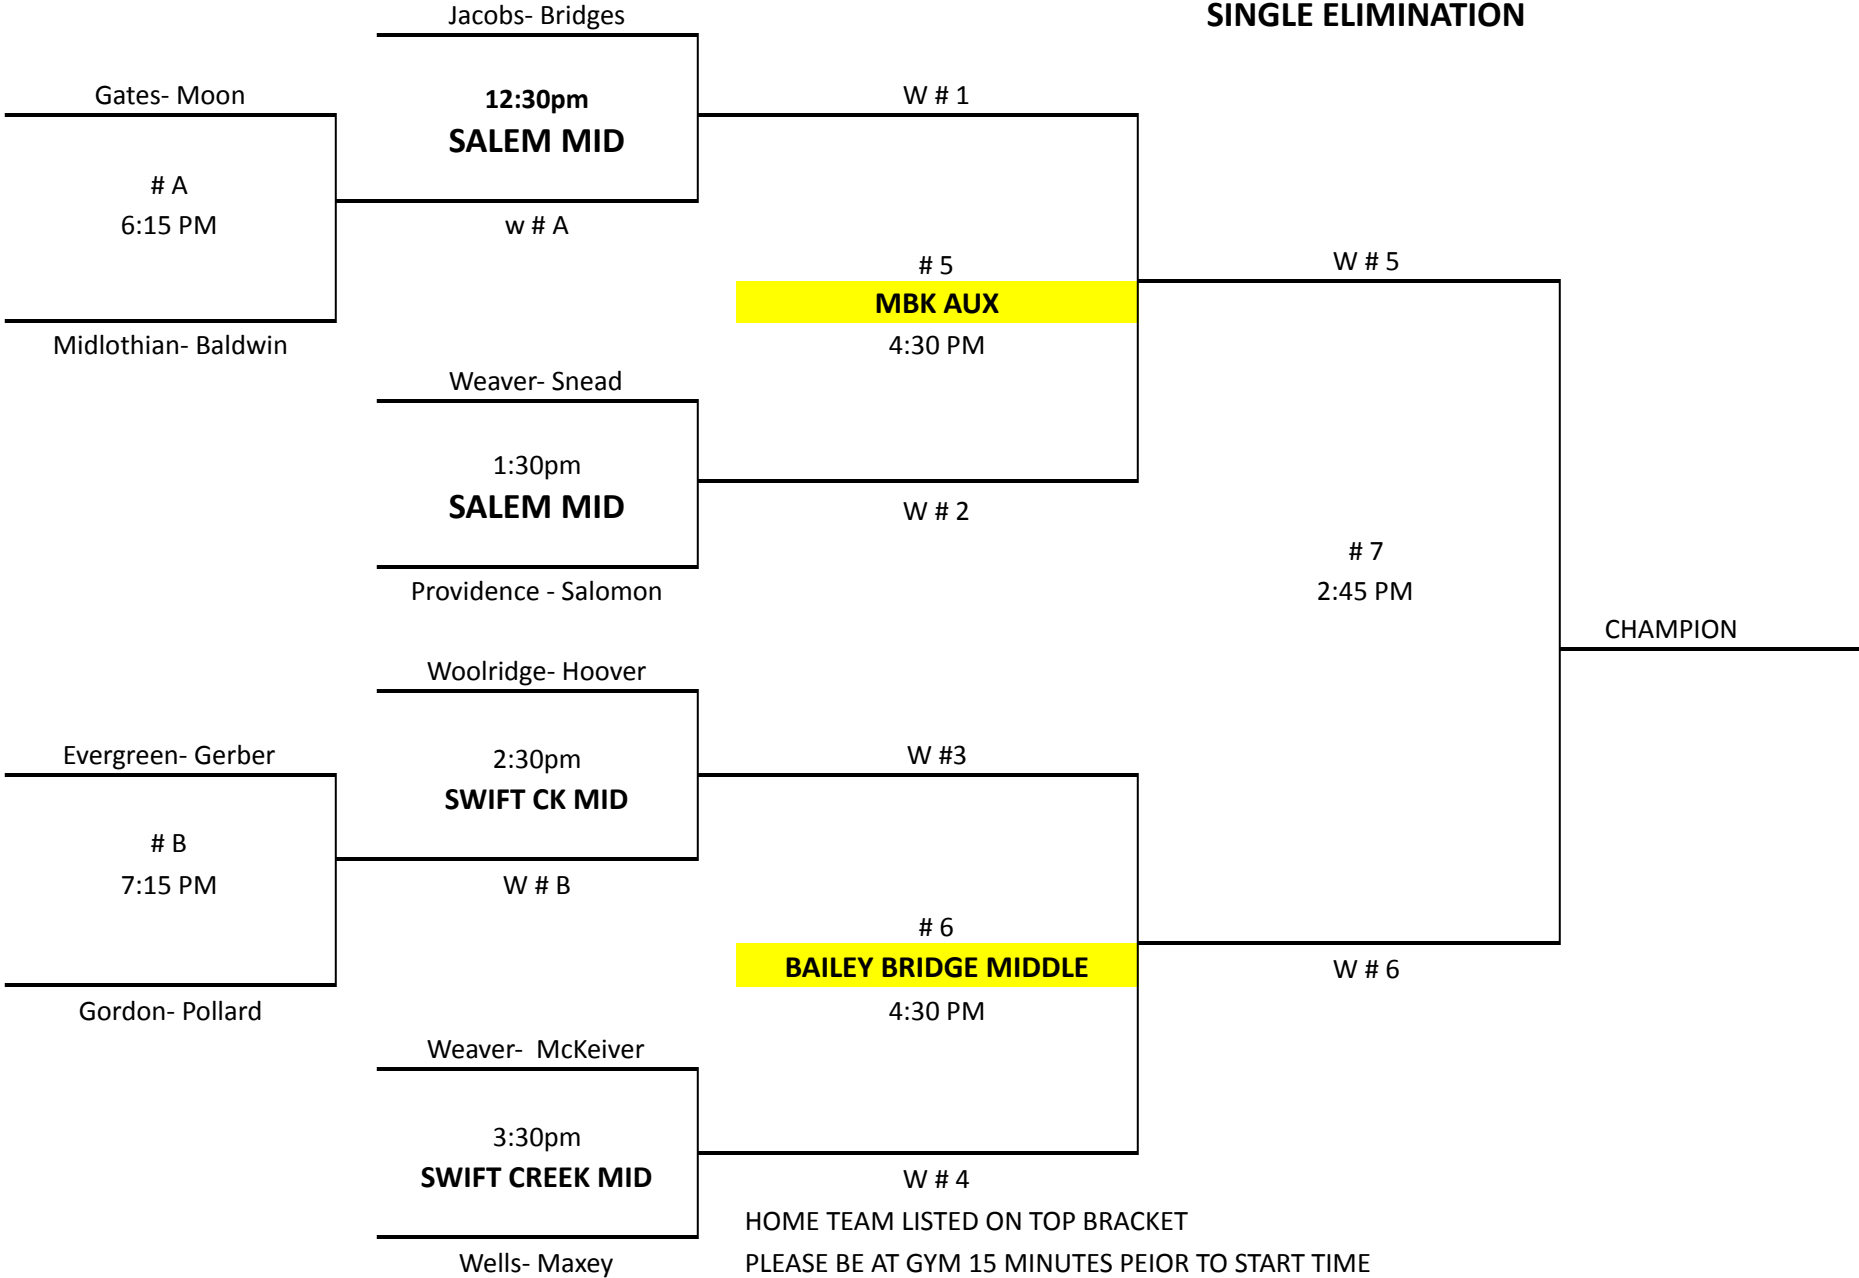 SINGLE ELIMINATION
Jacobs- Bridges
Gates- Moon
12:30pm
SALEM MID
W # 1
# A
6:15 PM
w # A
Midlothian- Baldwin
# 5
MBK AUX
4:30 PM
W # 5
Weaver- Snead
1:30pm
SALEM MID
W # 2
Providence - Salomon
# 7
2:45 PM
CHAMPION
Woolridge- Hoover
Evergreen- Gerber
2:30pm
SWIFT CK MID
W #3
# B
7:15 PM
W # B
Gordon- Pollard
# 6
BAILEY BRIDGE MIDDLE
4:30 PM
W # 6
Weaver-  McKeiver
3:30pm
SWIFT CREEK MID
W # 4
Wells- Maxey
HOME TEAM LISTED ON TOP BRACKET
PLEASE BE AT GYM 15 MINUTES PEIOR TO START TIME